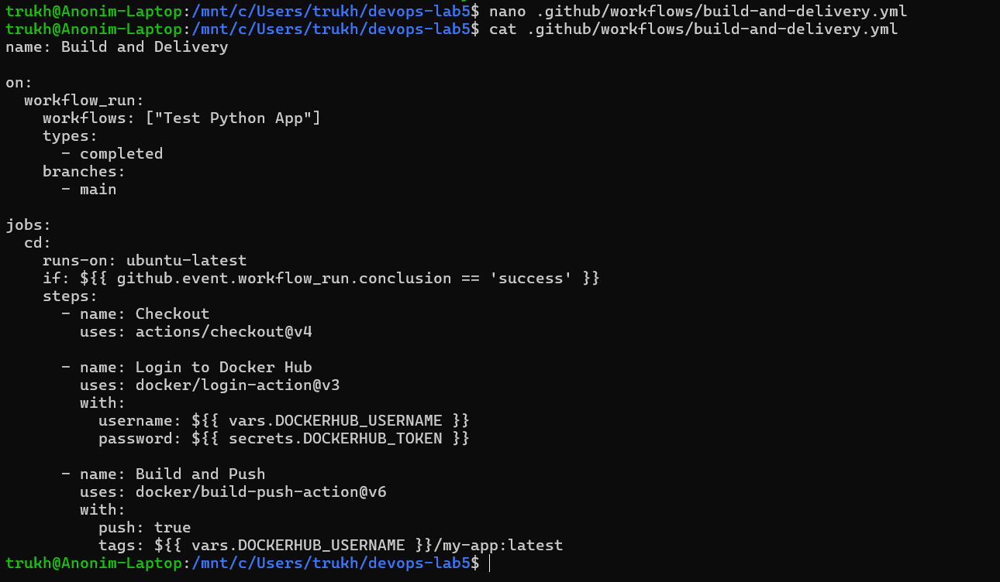 trukh@Anonim-Laptop:/mnt/c/Users/trukh/devops-lab5$ nano .github/workflows/build-and-delivery.yml
trukh@Anonim-Laptop:/mnt/c/Users/trukh/devops-lab5$ cat .github/workflows/build-and-delivery.yml
name: Build and Delivery

on:
  workflow_run:
    workflows: ["Test Python App"]
    types:
      - completed
    branches:
      - main

jobs:
  cd:
    runs-on: ubuntu-latest
    if: ${{ github.event.workflow_run.conclusion == 'success' }}
    steps:
      - name: Checkout
        uses: actions/checkout@v4

      - name: Login to Docker Hub
        uses: docker/login-action@v3
        with:
          username: ${{ vars.DOCKERHUB_USERNAME }}
          password: ${{ secrets.DOCKERHUB_TOKEN }}

      - name: Build and Push
        uses: docker/build-push-action@v6
        with:
          push: true
          tags: ${{ vars.DOCKERHUB_USERNAME }}/my-app:latest
trukh@Anonim-Laptop:/mnt/c/Users/trukh/devops-lab5$